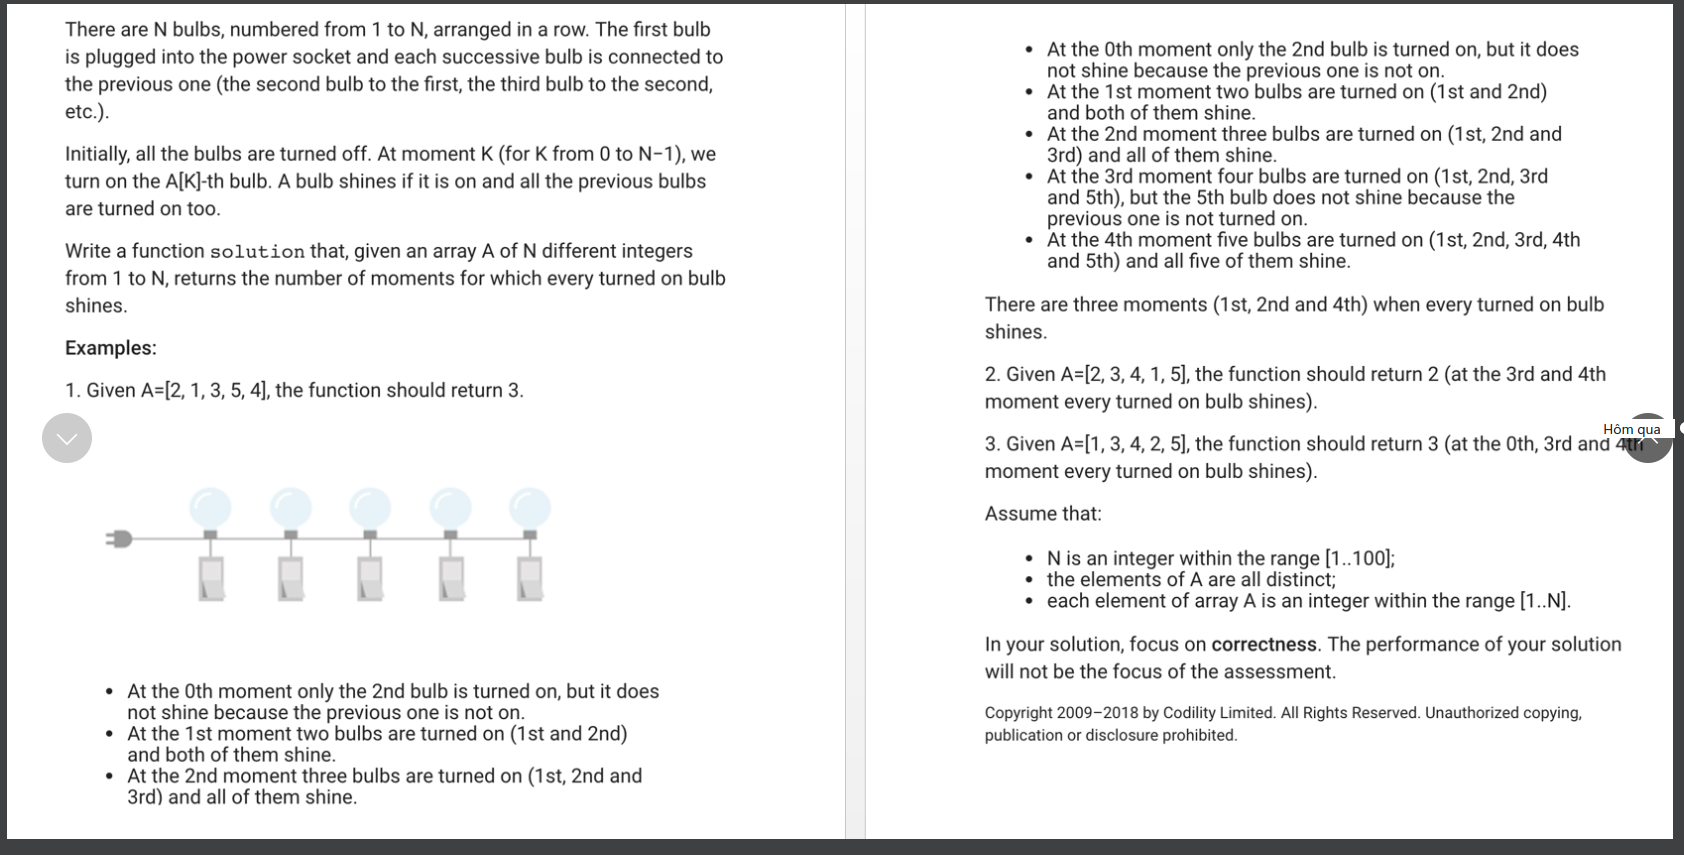 There are N bulbs, numbered from 1 to N, arranged in a row. The first bulb
is plugged into the power socket and each successive bulb is connected to
the previous one (the second bulb to the first, the third bulb to the second,
etc.).
Initially, all the bulbs are turned off. At moment K (for K from 0 to N−1), we
turn on the A[K]-th bulb. A bulb shines if it is on and all the previous bulbs
are turned on too.
Write a function solution that, given an array A of N different integers
from 1 to N, returns the number of moments for which every turned on bulb
shines.
Examples:
1. Given A=[2, 1, 3, 5, 4], the function should return 3.
• At the 0th moment only the 2nd bulb is turned on, but it does
not shine because the previous one is not on.
• At the 1st moment two bulbs are turned on (1st and 2nd)
and both of them shine.
• At the 2nd moment three bulbs are turned on (1st, 2nd and
3rd) and all of them shine.
• At the 0th moment only the 2nd bulb is turned on, but it does
not shine because the previous one is not on.
• At the 1st moment two bulbs are turned on (1st and 2nd)
and both of them shine.
• At the 2nd moment three bulbs are turned on (1st, 2nd and
3rd) and all of them shine.
• At the 3rd moment four bulbs are turned on (1st, 2nd, 3rd
and 5th), but the 5th bulb does not shine because the
previous one is not turned on.
• At the 4th moment five bulbs are turned on (1st, 2nd, 3rd, 4th
and 5th) and all five of them shine.
There are three moments (1st, 2nd and 4th) when every turned on bulb
shines.
2. Given A=[2, 3, 4, 1, 5], the function should return 2 (at the 3rd and 4th
moment every turned on bulb shines).
Hôm qua
3. Given A=[1, 3, 4, 2, 5], the function should return 3 (at the 0th, 3rd and 4th
moment every turned on bulb shines).
Assume that:
• N is an integer within the range [1..100];
• the elements of A are all distinct;
• each element of array A is an integer within the range [1..N].
In your solution, focus on correctness. The performance of your solution
will not be the focus of the assessment.
Copyright 2009–2018 by Codility Limited. All Rights Reserved. Unauthorized copying,
publication or disclosure prohibited.